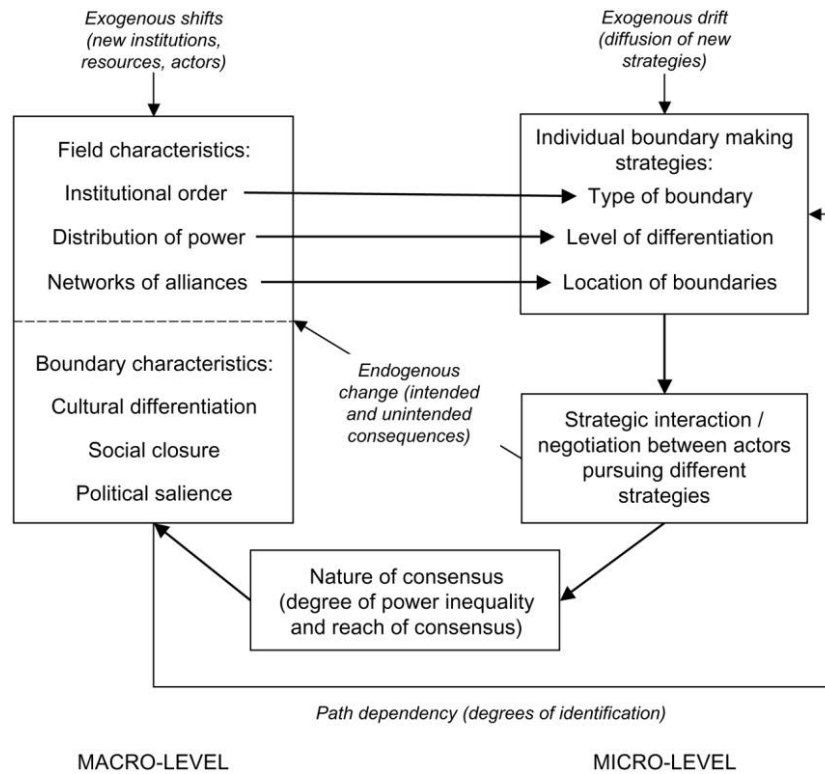 Exogenous shifts
(new institutions,
resources, actors)
Exogenous drift
(diffusion of new
strategies)
Field characteristics:
Institutional order
Distribution of power
Networks of alliances
Individual boundary making
strategies:
Type of boundary
Level of differentiation
Location of boundaries
Boundary characteristics:
Cultural differentiation
Social closure
Political salience
Endogenous
change (intended
and unintended
consequences)
Strategic interaction /
negotiation between actors
pursuing different
strategies
Nature of consensus
(degree of power inequality
and reach of consensus)
Path dependency (degrees of identification)
MACRO-LEVEL
MICRO-LEVEL